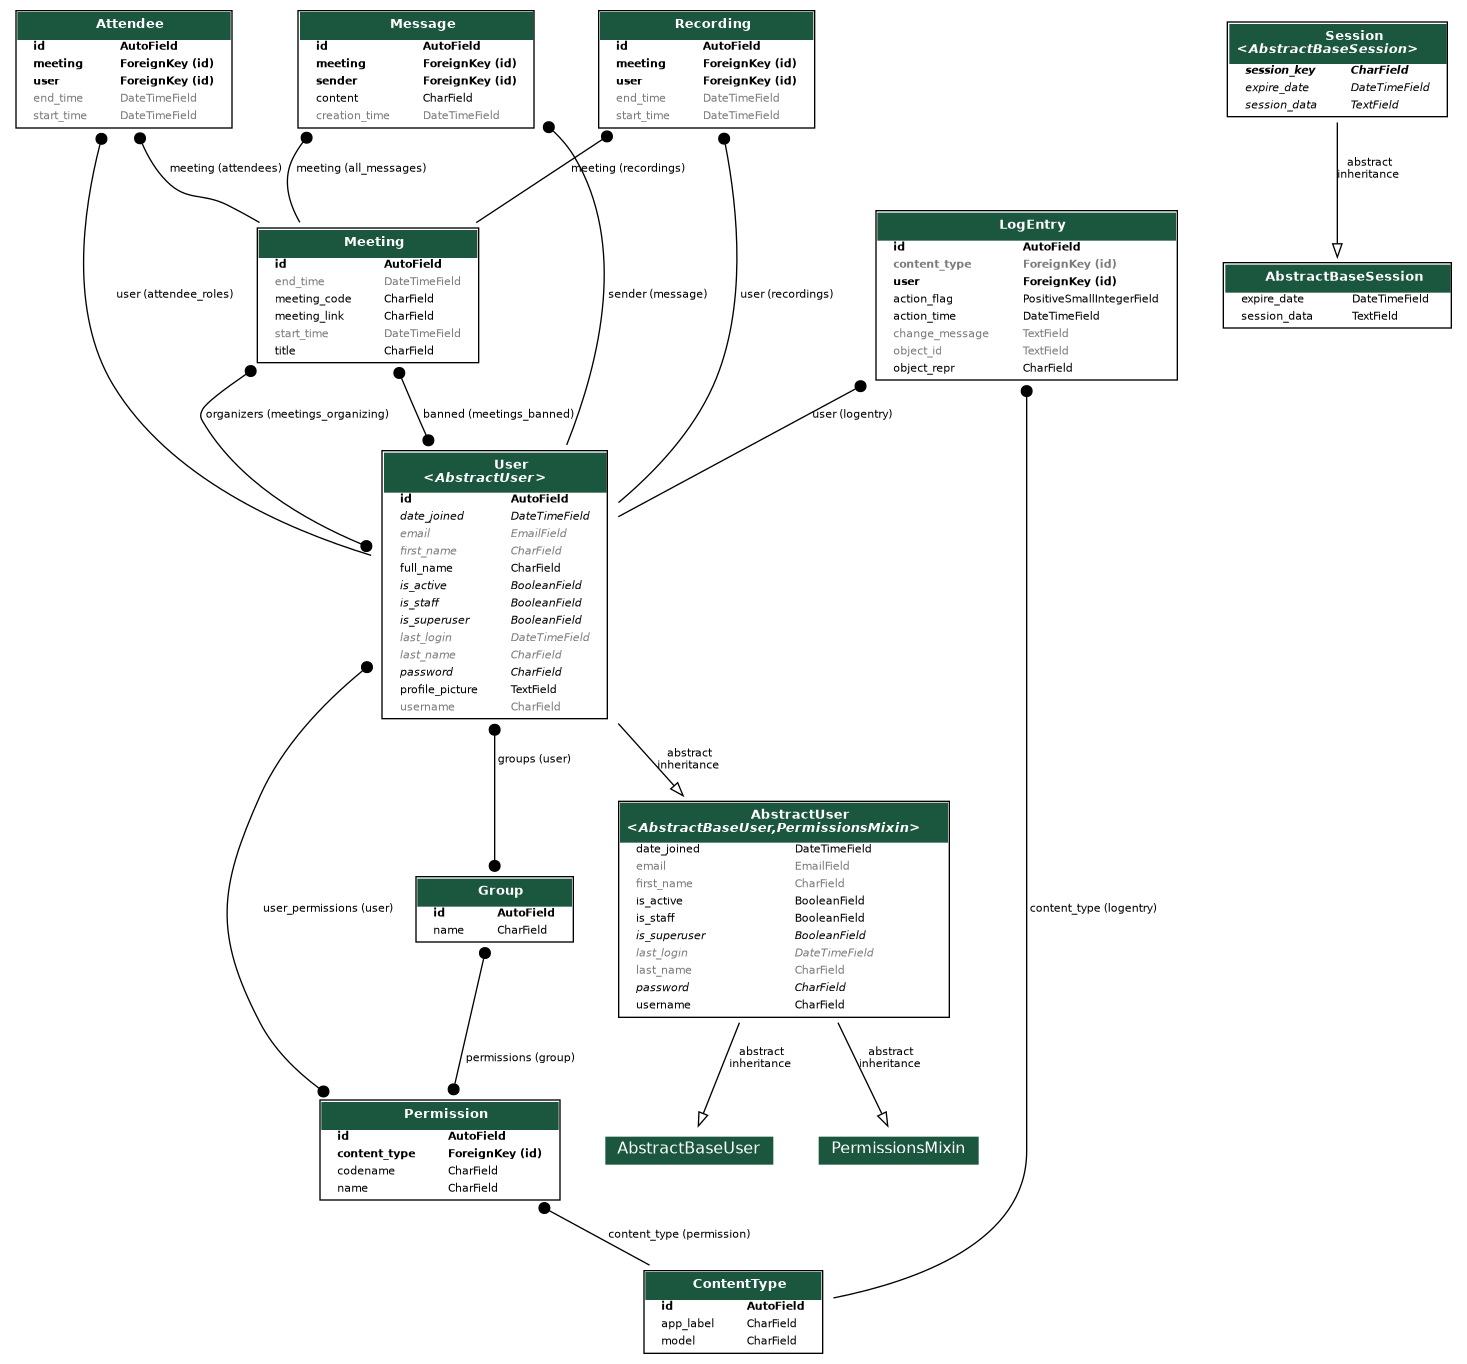 Attendee
id AutoField
meeting ForeignKey (id)
user ForeignKey (id)
end_time DateTimeField
start_time DateTimeField
Message
id AutoField
meeting ForeignKey (id)
sender ForeignKey (id)
content CharField
creation_time DateTimeField
Recording
id AutoField
meeting ForeignKey (id)
user ForeignKey (id)
end_time DateTimeField
start_time DateTimeField
Session
<AbstractBaseSession>
session_key CharField
expire_date DateTimeField
session_data TextField
meeting (attendees)
meeting (all_messages)
meeting (recordings)
abstract
inheritance
Meeting
id AutoField
end_time DateTimeField
meeting_code CharField
meeting_link CharField
start_time DateTimeField
title CharField
LogEntry
id AutoField
content_type ForeignKey (id)
user ForeignKey (id)
action_flag PositiveSmallIntegerField
action_time DateTimeField
change_message TextField
object_id TextField
object_repr CharField
AbstractBaseSession
expire_date DateTimeField
session_data TextField
user (attendee_roles)
sender (message)
user (recordings)
organizers (meetings_organizing)
banned (meetings_banned)
user (logentry)
User
<AbstractUser>
id AutoField
date_joined DateTimeField
email EmailField
first_name CharField
full_name CharField
is_active BooleanField
is_staff BooleanField
is_superuser BooleanField
last_login DateTimeField
last_name CharField
password CharField
profile_picture TextField
username CharField
groups (user)
abstract
inheritance
AbstractUser
<AbstractBaseUser,PermissionsMixin>
date_joined DateTimeField
email EmailField
first_name CharField
is_active BooleanField
is_staff BooleanField
is_superuser BooleanField
last_login DateTimeField
last_name CharField
password CharField
username CharField
Group
id AutoField
name CharField
user_permissions (user)
content_type (logentry)
permissions (group)
abstract
inheritance
abstract
inheritance
Permission
id AutoField
content_type ForeignKey (id)
codename CharField
name CharField
AbstractBaseUser
PermissionsMixin
content_type (permission)
ContentType
id AutoField
app_label CharField
model CharField